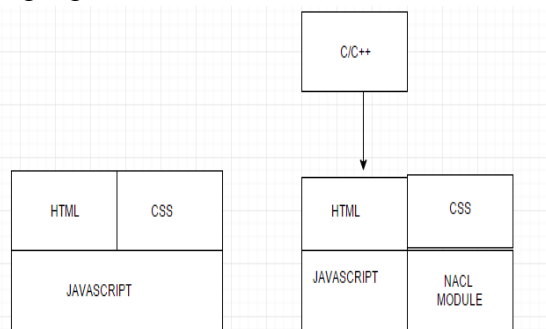 C/C++
HTML
CSS
JAVASCRIPT
HTML
CSS
JAVASCRIPT
NACL
MODULE